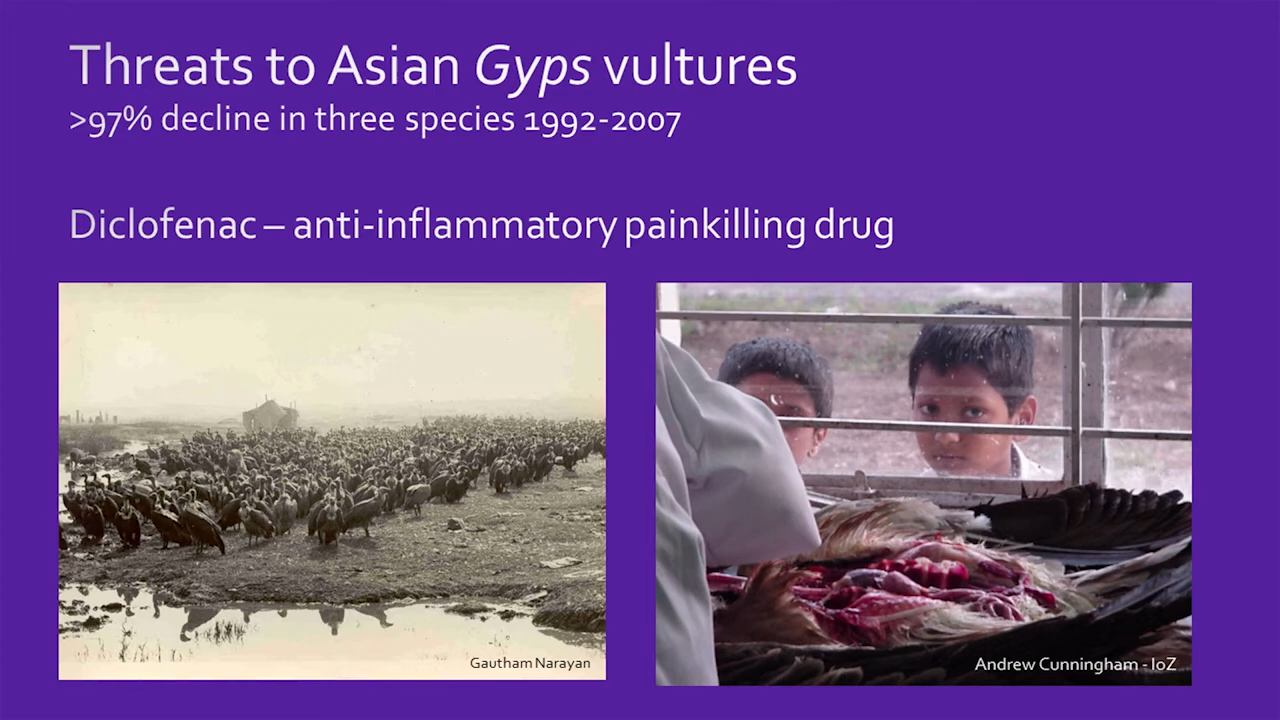 Threats to Asian Gyps vultures
>97% decline in three species 1992-2007
Diclofenac – anti-inflammatory painkilling drug
Gautham Narayan
Andrew Cunningham - IoZ